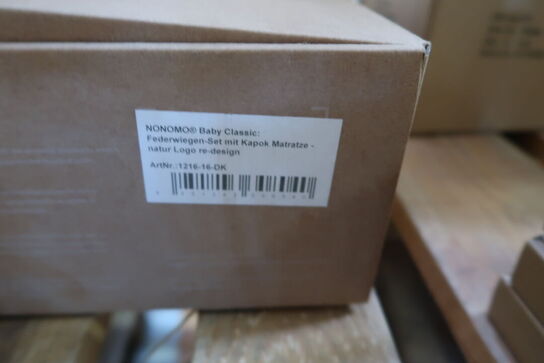 NONOMO® Baby Classic:
Federwiegen-Set mit Kapok Matratze -
natur Logo re-design
ArtNr.:1216-16-DK